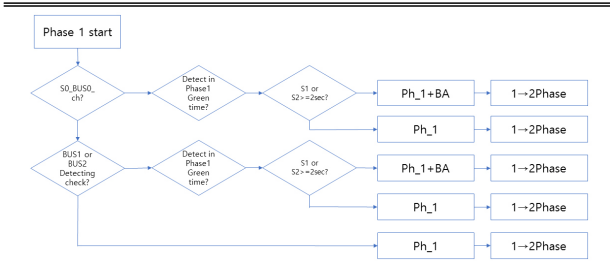 Phase 1 start
S0_BUS0_
ch?
Detect in
Phase1
Green
time?
S1 or
S2>=2sec?
Ph_1+BA
1→2Phase
Ph_1
1→2Phase
BUS1 or
BUS2
Detecting
check?
Detect in
Phase1
Green
time?
S1 or
S2>=2sec?
Ph_1+BA
1→2Phase
Ph_1
1→2Phase
Ph_1
1→2Phase